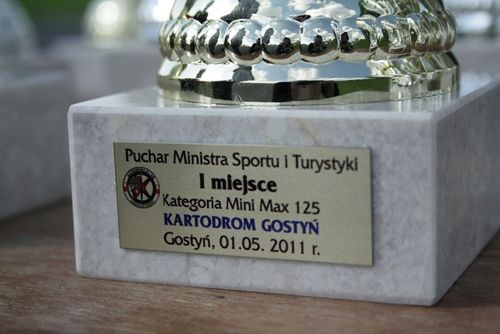 Puchar Ministra Sportu i Turystyki
I miejsce
Kategoria Mini Max 125
KARTODROM GOSTYŃ
Gostyń, 01.05. 2011 r.